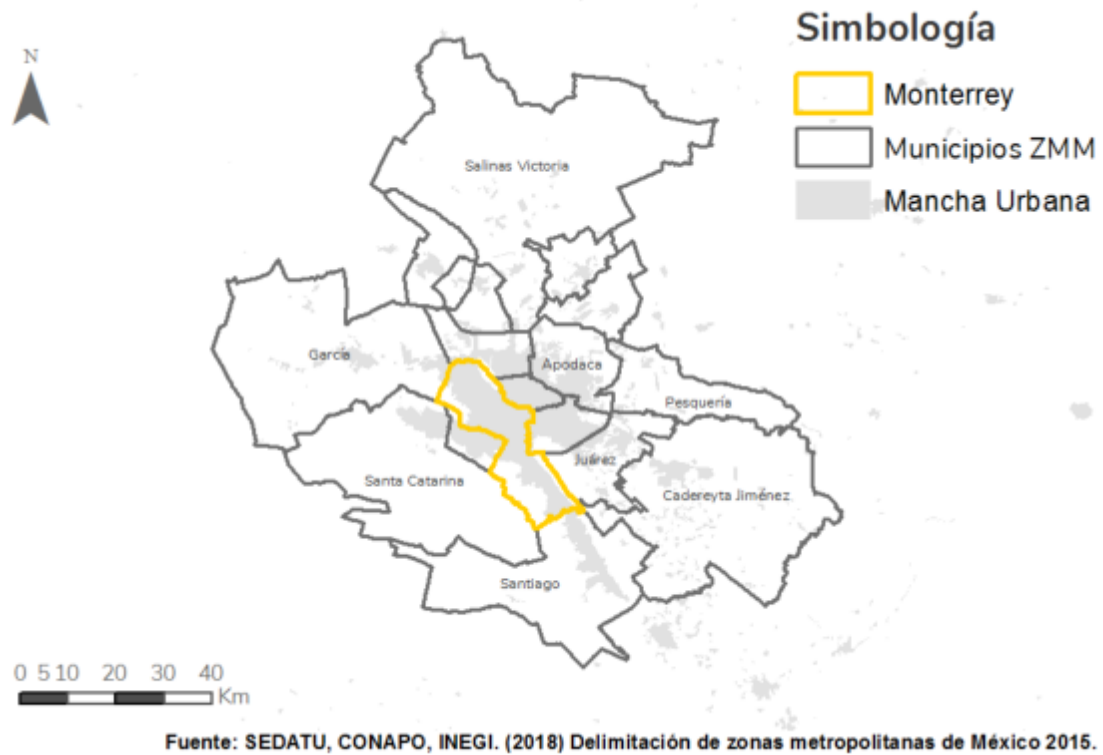 Simbología
N
Monterrey
Municipios ZMM
Mancha Urbana
Salinas Victoria
García
Apodaca
Pesquería
Juárez
Santa Catarina
Cadereyta Jiménez
Santiago
0 5 10 20 30 40
Km
Fuente: SEDATU, CONAPO, INEGI. (2018) Delimitación de zonas metropolitanas de México 2015.